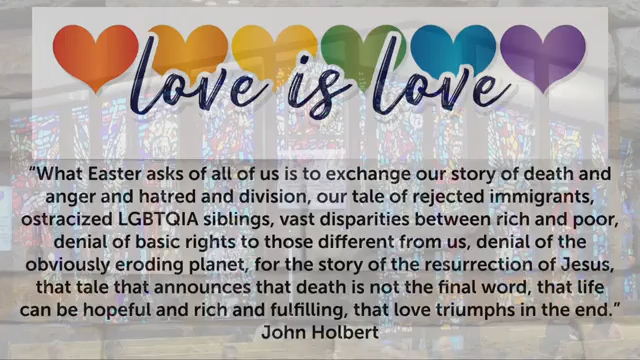 love is love
“What Easter asks of all of us is to exchange our story of death and
anger and hatred and division, our tale of rejected immigrants,
ostracized LGBTQIA siblings, vast disparities between rich and poor,
denial of basic rights to those different from us, denial of the
obviously eroding planet, for the story of the resurrection of Jesus,
that tale that announces that death is not the final word, that life
can be hopeful and rich and fulfilling, that love triumphs in the end.”
John Holbert